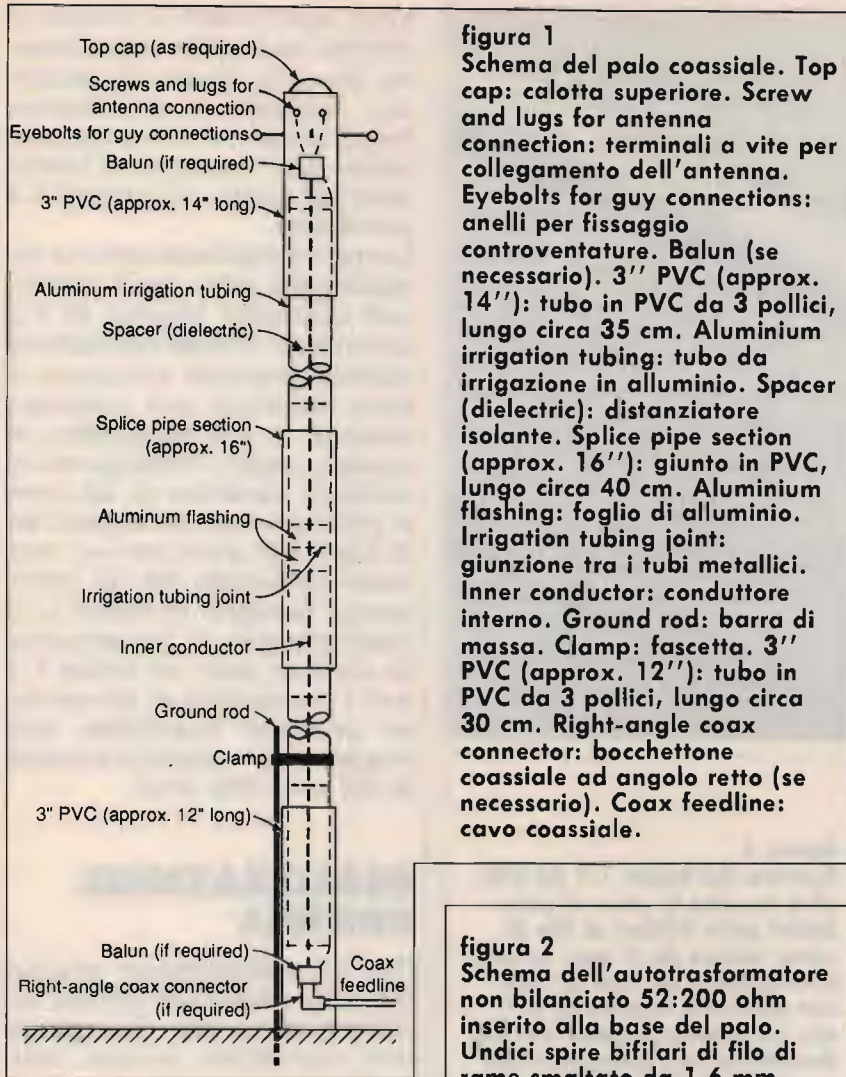 Top cap (as required)
Screws and lugs for
antenna connection
Eyebolts for guy connections
Balun (if required)
3" PVC (approx. 14" long)
Aluminum irrigation tubing
Spacer (dielectric)
Splice pipe section
(approx. 16")
Aluminum flashing
Irrigation tubing joint
Inner conductor
Ground rod
Clamp
3" PVC (approx. 12" long)
Balun (if required)
Right-angle coax connector
(if required)
Coax
feedline
figura 1
Schema del palo coassiale. Top
cap: calotta superiore. Screw
and lugs for antenna
connection: terminali a vite per
collegamento dell'antenna.
Eyebolts for guy connections:
anelli per fissaggio
controventature. Balun (se
necessario). 3'' PVC (approx.
14''): tubo in PVC da 3 pollici,
lungo circa 35 cm. Aluminium
irrigation tubing: tubo da
irrigazione in alluminio. Spacer
(dielectric): distanziatore
isolante. Splice pipe section
(approx. 16''): giunto in PVC,
lungo circa 40 cm. Aluminium
flashing: foglio di alluminio.
Irrigation tubing joint:
giunzione tra i tubi metallici.
Inner conductor: conduttore
interno. Ground rod: barra di
massa. Clamp: fascetta. 3''
PVC (approx. 12''): tubo in
PVC da 3 pollici, lungo circa
30 cm. Right-angle coax
connector: bocchettone
coassiale ad angolo retto (se
necessario). Coax feedline:
cavo coassiale.
figura 2
Schema dell'autotrasformatore
non bilanciato 52:200 ohm
inserito alla base del palo.
Undici spire bifilari di filo di
rame smaltato da 1,6 mm